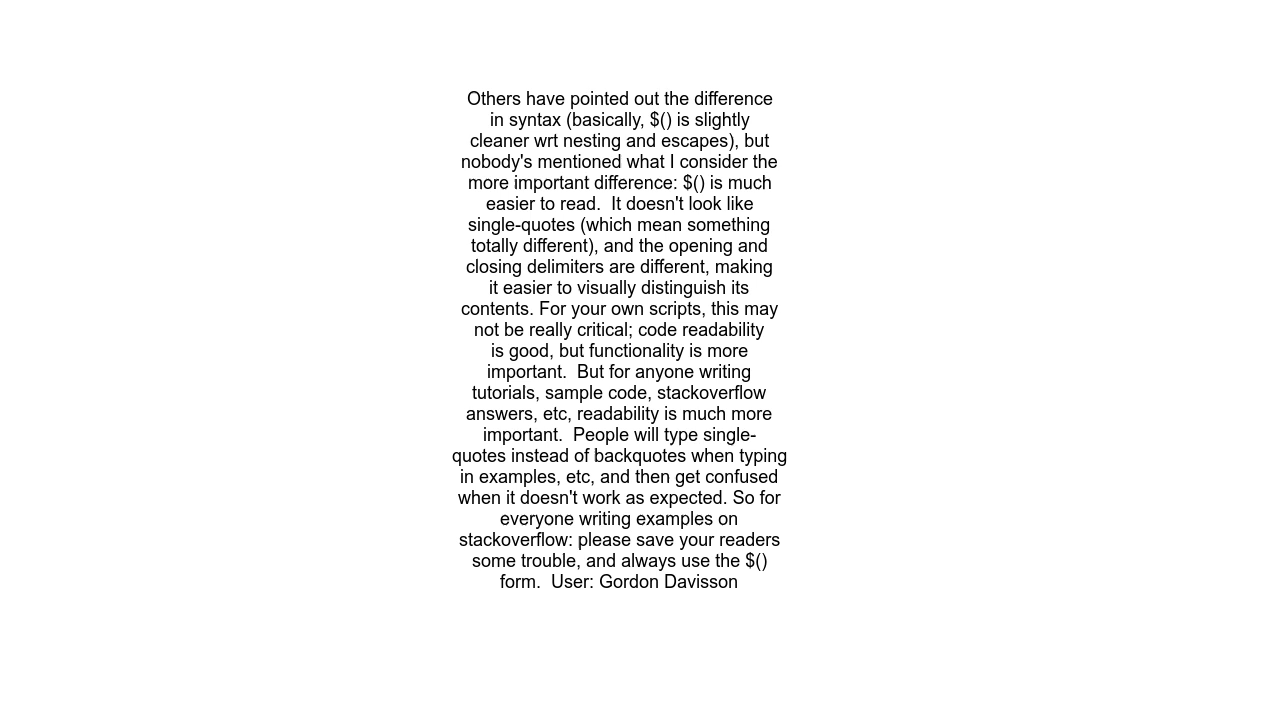 Others have pointed out the difference
in syntax (basically, $() is slightly
cleaner wrt nesting and escapes), but
nobody's mentioned what I consider the
more important difference: $() is much
easier to read.  It doesn't look like
single-quotes (which mean something
totally different), and the opening and
closing delimiters are different, making
it easier to visually distinguish its
contents. For your own scripts, this may
not be really critical; code readability
is good, but functionality is more
important.  But for anyone writing
tutorials, sample code, stackoverflow
answers, etc, readability is much more
important.  People will type single-
quotes instead of backquotes when typing
in examples, etc, and then get confused
when it doesn't work as expected. So for
everyone writing examples on
stackoverflow: please save your readers
some trouble, and always use the $()
form.  User: Gordon Davisson